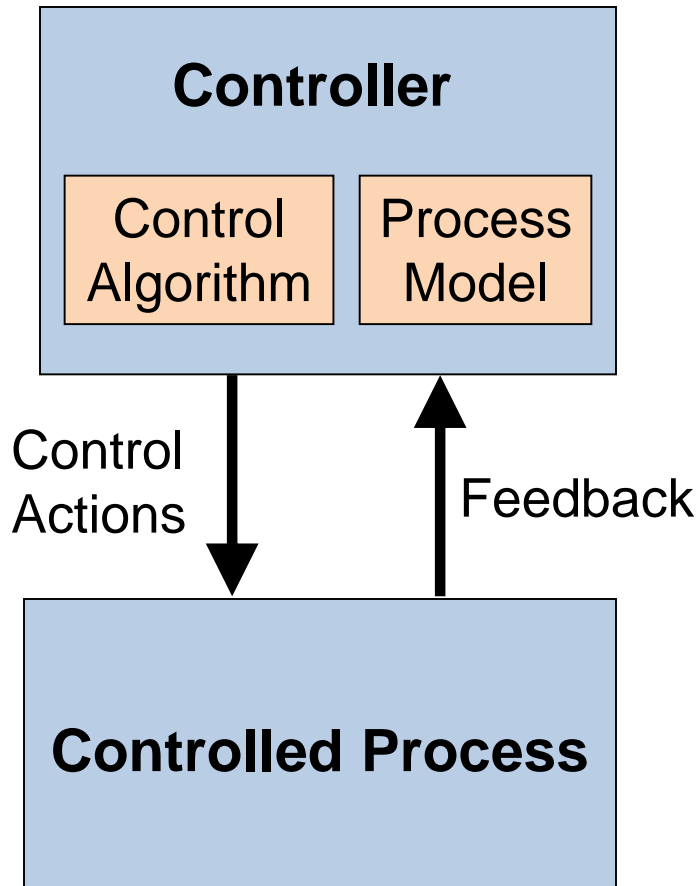 Controller
Control
Algorithm
Process
Model
Control
Actions
Feedback
Controlled Process